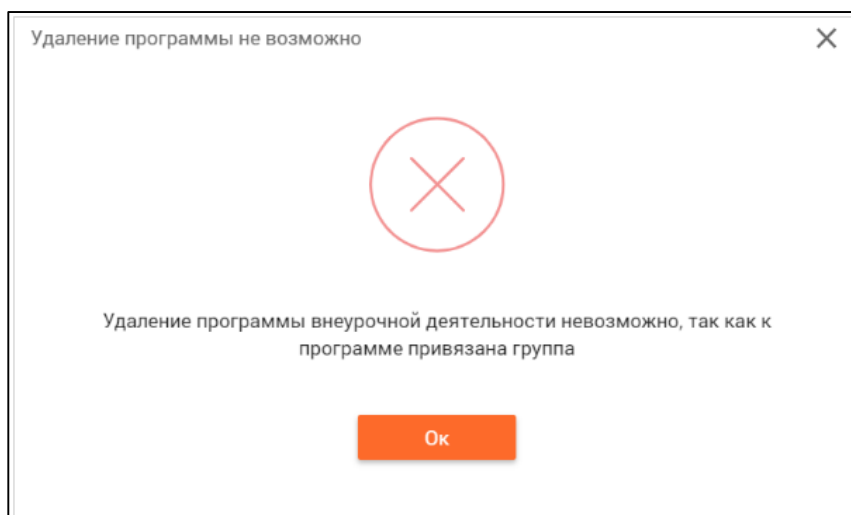 Удаление программы не возможно
Удаление программы внеурочной деятельности невозможно, так как к
программе привязана группа
Ок